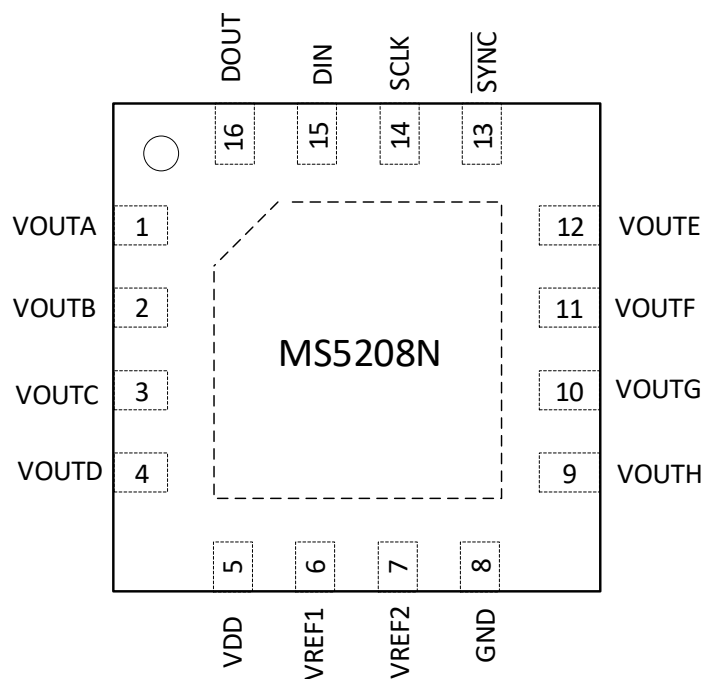 DOUT DIN SCLK SYNC
16 15 14 13
VOUTA 1 12 VOUTE
VOUTB 2 11 VOUTF
MS5208N
VOUTC 3 10 VOUTG
VOUTD 4 9 VOUTH
5 6 7 8
VDD VREF1 VREF2 GND